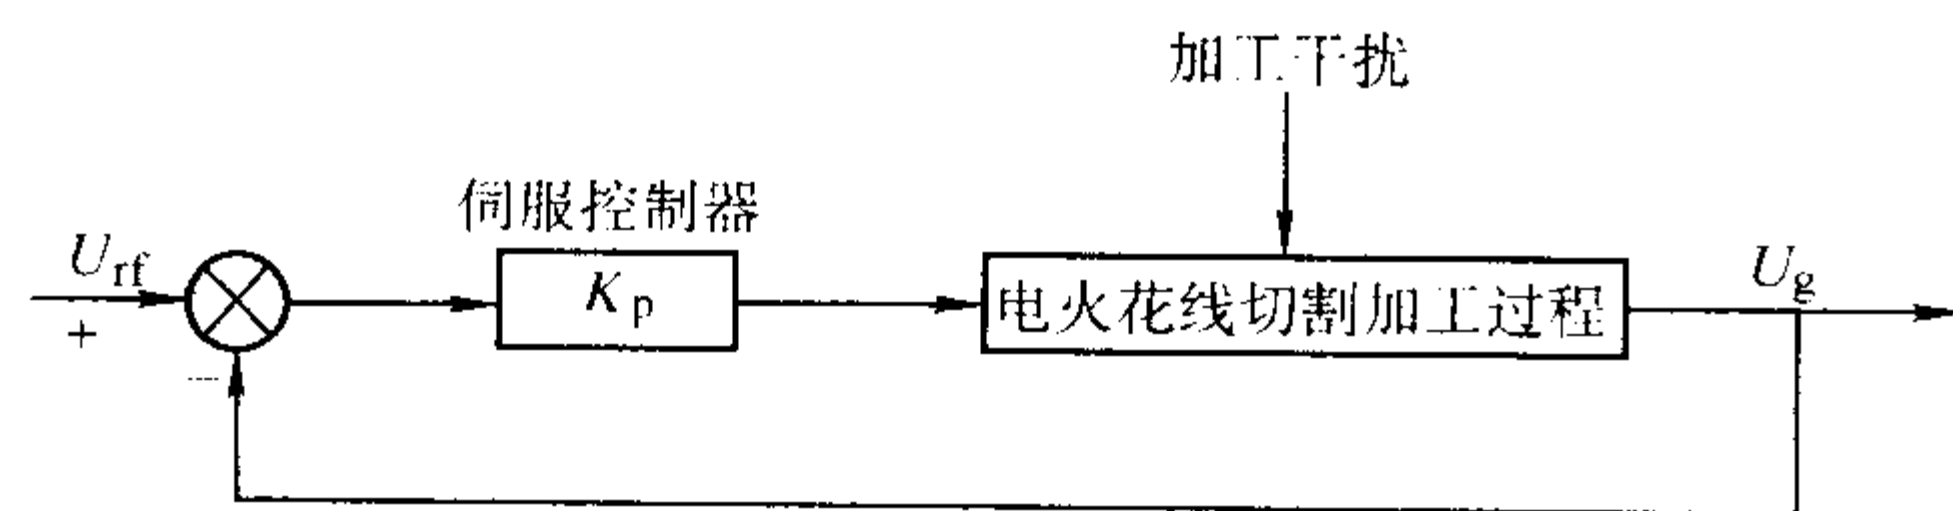 加工干扰
伺服控制器
U_rf
+
K_p
电火花线切割加工过程
U_g
—